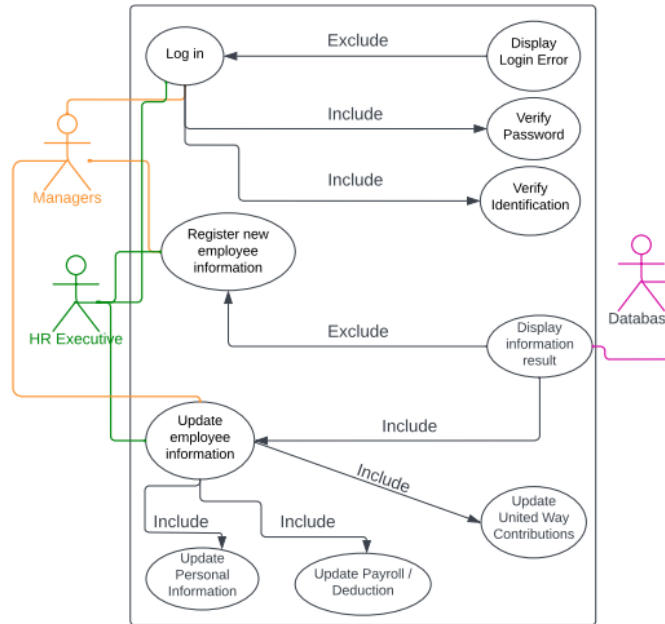 Log in
Exclude
Display
Login Error
Include
Verify
Password
Include
Verify
Identification
Managers
Register new
employee
information
HR Executive
Database
Exclude
Display
information
result
Update
employee
information
Include
Include
Update
United Way
Contributions
Include
Include
Update
Personal
Information
Update Payroll /
Deduction